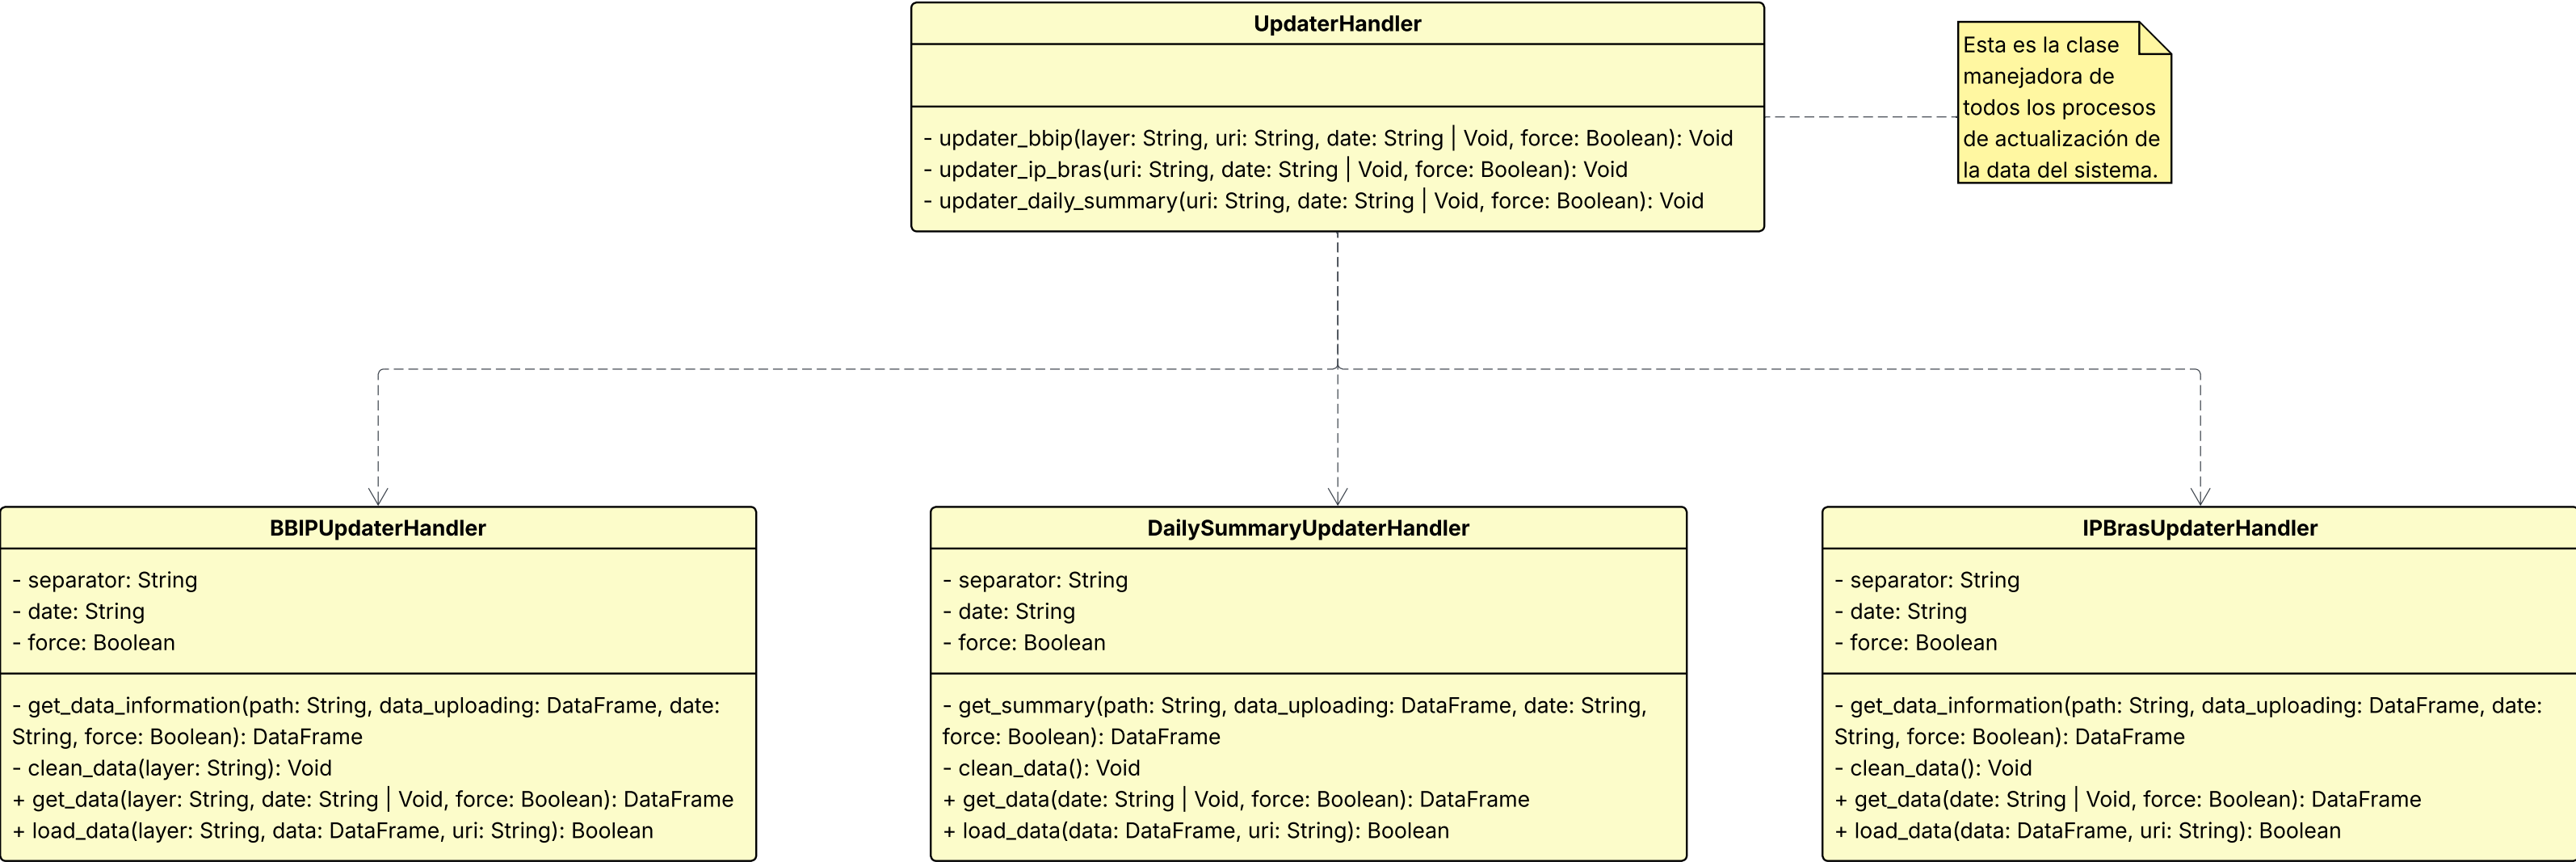 UpdaterHandler
- updater_bbip(layer: String, uri: String, date: String | Void, force: Boolean): Void
- updater_ip_bras(uri: String, date: String | Void, force: Boolean): Void
- updater_daily_summary(uri: String, date: String | Void, force: Boolean): Void
Esta es la clase
manejadora de
todos los procesos
de actualización de
la data del sistema.
BBIPUpdaterHandler
- separator: String
- date: String
- force: Boolean
- get_data_information(path: String, data_uploading: DataFrame, date:
String, force: Boolean): DataFrame
- clean_data(layer: String): Void
+ get_data(layer: String, date: String | Void, force: Boolean): DataFrame
+ load_data(layer: String, data: DataFrame, uri: String): Boolean
DailySummaryUpdaterHandler
- separator: String
- date: String
- force: Boolean
- get_summary(path: String, data_uploading: DataFrame, date: String,
force: Boolean): DataFrame
- clean_data(): Void
+ get_data(date: String | Void, force: Boolean): DataFrame
+ load_data(data: DataFrame, uri: String): Boolean
IPBrasUpdaterHandler
- separator: String
- date: String
- force: Boolean
- get_data_information(path: String, data_uploading: DataFrame, date:
String, force: Boolean): DataFrame
- clean_data(): Void
+ get_data(date: String | Void, force: Boolean): DataFrame
+ load_data(data: DataFrame, uri: String): Boolean